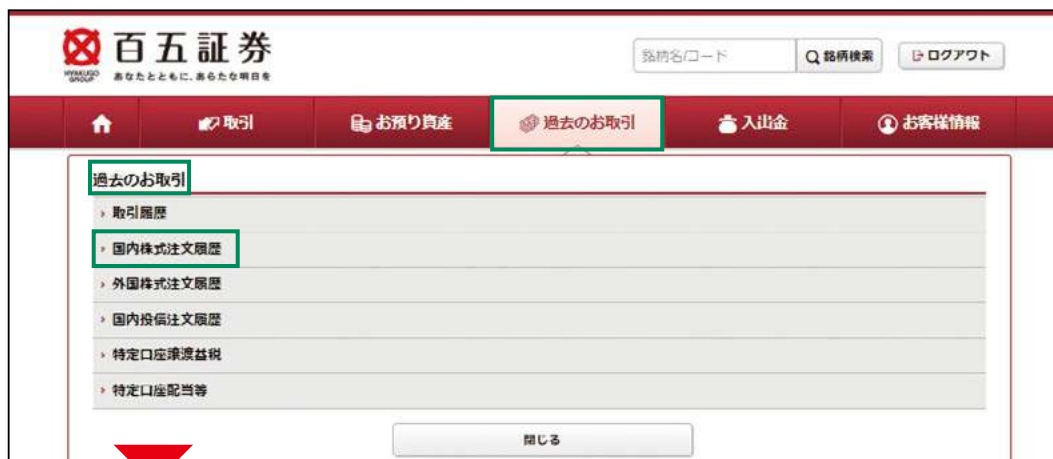 百五証券
HYAKUGO GROUP あなたとともに、あらたな明日を
銘柄名/コード 銘柄検索 ログアウト
取引 お預り資産 過去のお取引 入出金 お客様情報
過去のお取引
取引履歴
国内株式注文履歴
外国株式注文履歴
国内投信注文履歴
特定口座譲渡益税
特定口座配当等
閉じる